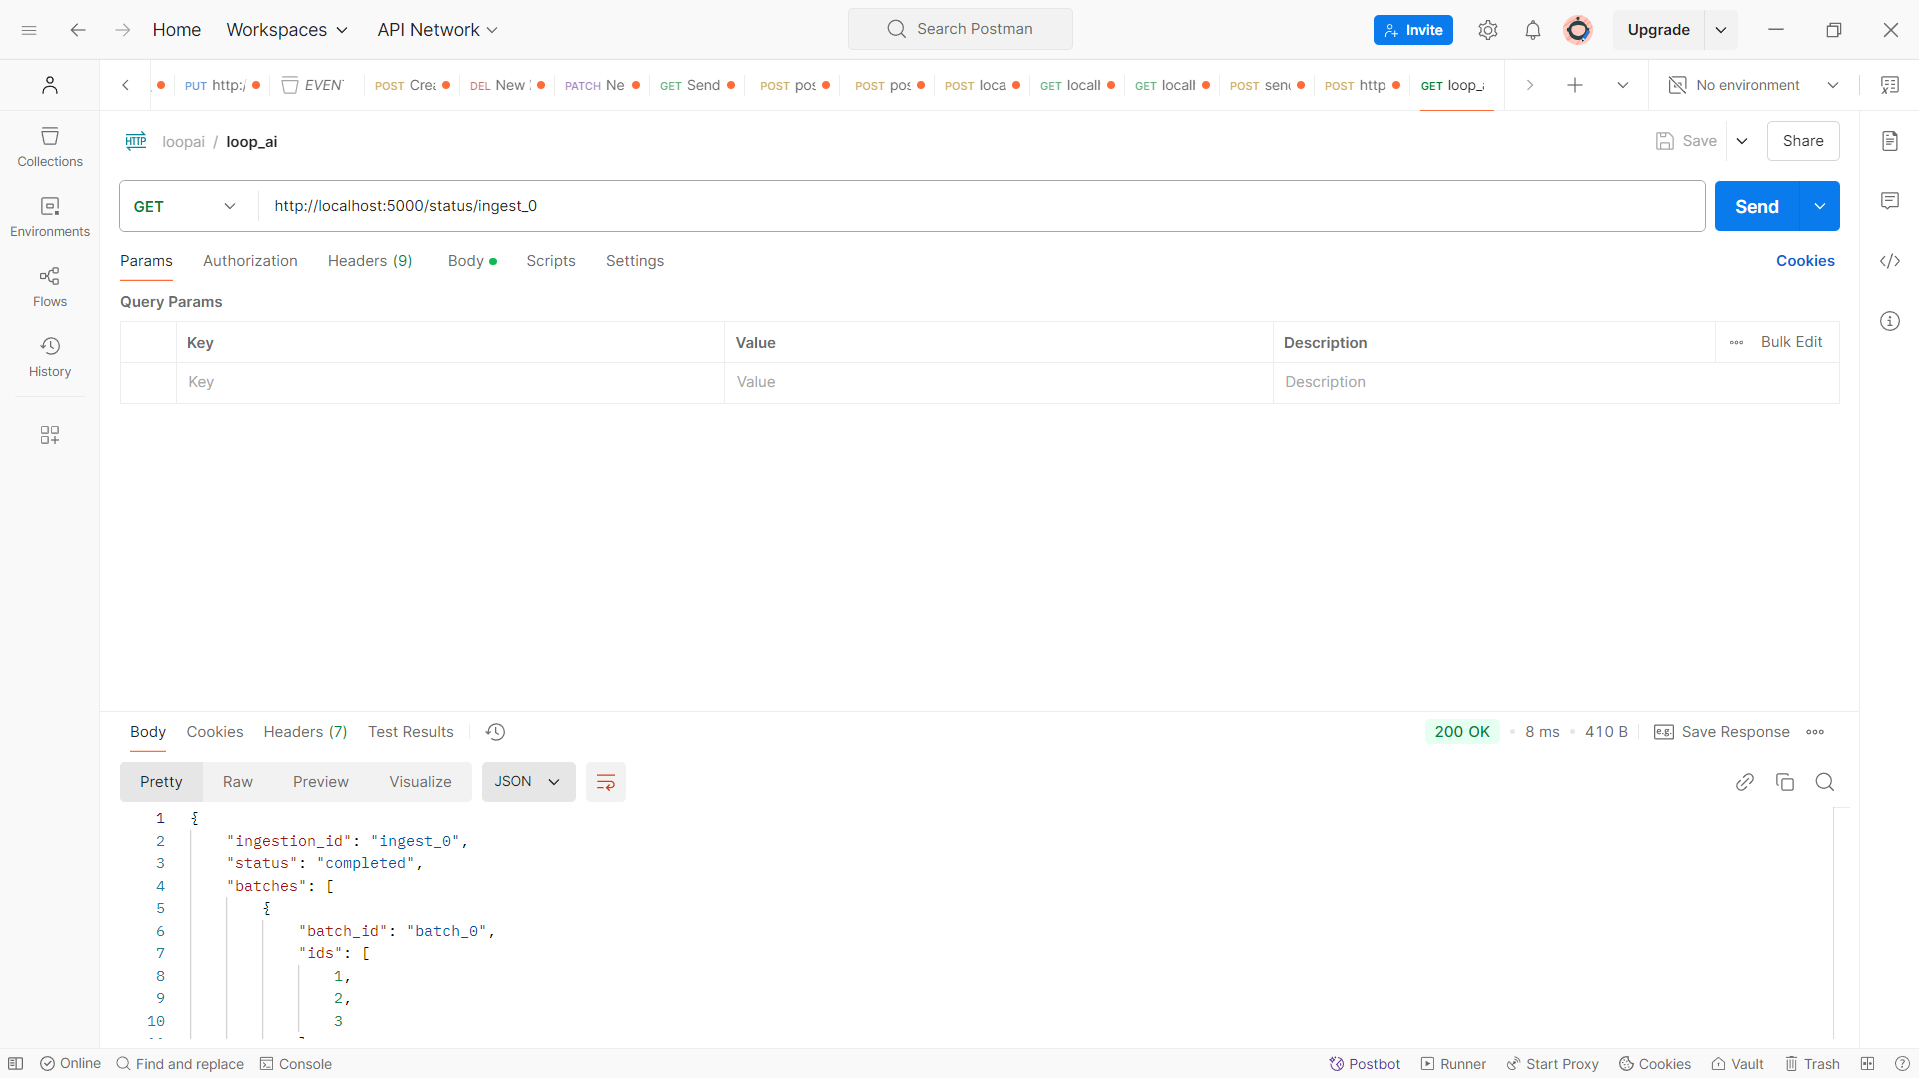 Home Workspaces API Network Search Postman Invite Upgrade
PUT http:/ EVENT POST Crea DEL New PATCH Ne GET Send POST pos POST pos POST loca GET locall GET locall POST send POST http GET loop_a No environment
HTTP loopai / loop_ai Save Share
Collections
Environments
Flows
History
GET http://localhost:5000/status/ingest_0 Send
Params Authorization Headers (9) Body Scripts Settings Cookies
Query Params
Key Value Description Bulk Edit
Key Value Description
Body Cookies Headers (7) Test Results 200 OK 8 ms 410 B e.g. Save Response
Pretty Raw Preview Visualize JSON
1 {
2 "ingestion_id": "ingest_0",
3 "status": "completed",
4 "batches": [
5 {
6 "batch_id": "batch_0",
7 "ids": [
8 1,
9 2,
10 3
Online Find and replace Console Postbot Runner Start Proxy Cookies Vault Trash